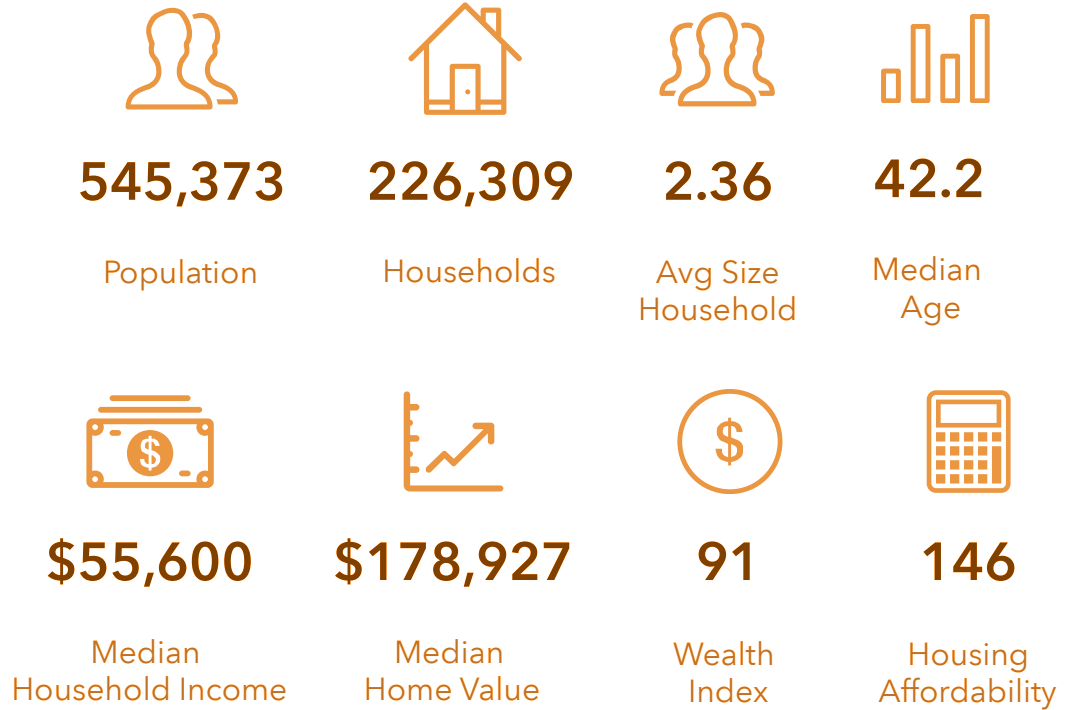 545,373
Population
226,309
Households
2.36
Avg Size
Household
42.2
Median
Age
$
$55,600
Median
Household Income
$178,927
Median
Home Value
$
91
Wealth
Index
146
Housing
Affordability